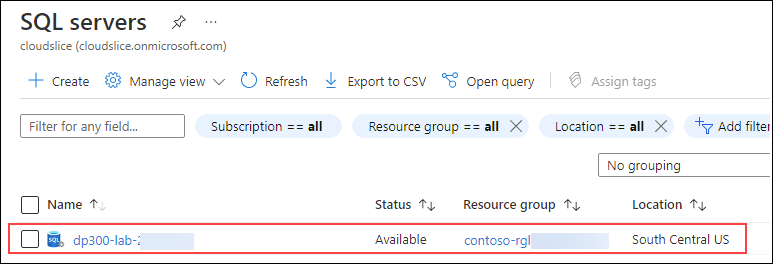 SQL servers
cloudslice (cloudslice.onmicrosoft.com)
Create Manage view Refresh Export to CSV Open query Assign tags
Filter for any field... Subscription == all Resource group == all Location == all Add filter
No grouping
Name Status Resource group Location
SQL dp300-lab- Available contoso-rgl South Central US